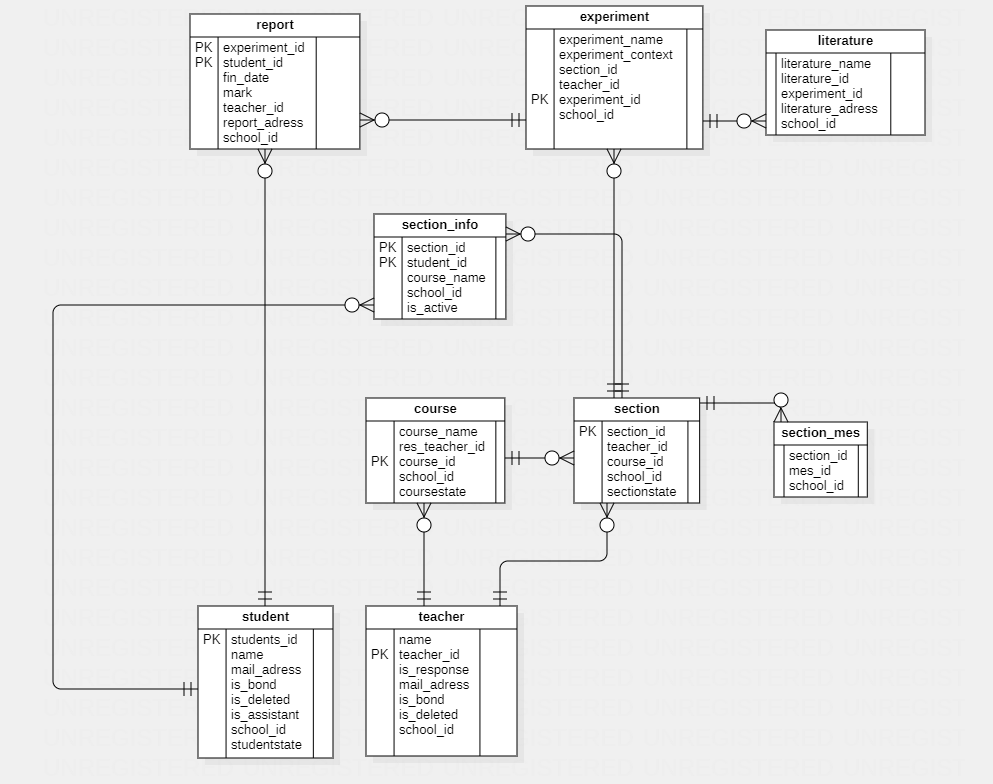 report
PK experiment_id
PK student_id
fin_date
mark
teacher_id
report_adress
school_id
experiment
experiment_name
experiment_context
section_id
teacher_id
PK experiment_id
school_id
literature
literature_name
literature_id
experiment_id
literature_adress
school_id
section_info
PK section_id
PK student_id
course_name
school_id
is_active
course
course_name
res_teacher_id
PK course_id
school_id
coursestate
section
PK section_id
teacher_id
course_id
school_id
sectionstate
section_mes
section_id
mes_id
school_id
student
PK students_id
name
mail_adress
is_bond
is_deleted
is_assistant
school_id
studentstate
teacher
name
PK teacher_id
is_response
mail_adress
is_bond
is_deleted
school_id